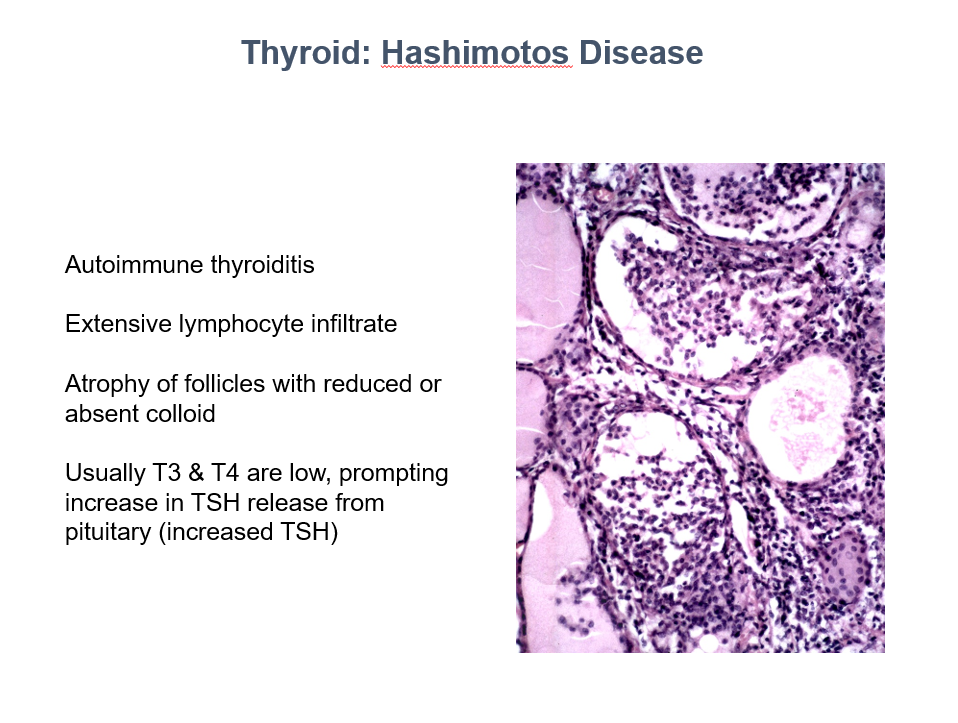 Thyroid: Hashimotos Disease
Autoimmune thyroiditis
Extensive lymphocyte infiltrate
Atrophy of follicles with reduced or
absent colloid
Usually T3 & T4 are low, prompting
increase in TSH release from
pituitary (increased TSH)